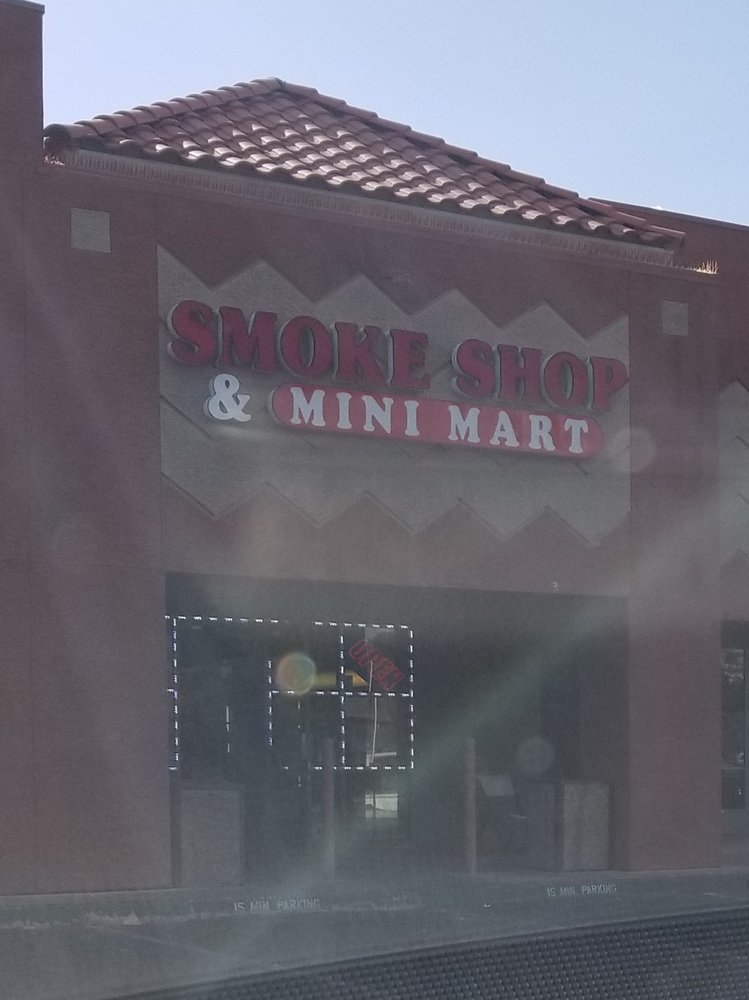 SMOKE SHOP
& MINI MART
OPEN
15 MIN PARKING
15 MIN PARKING